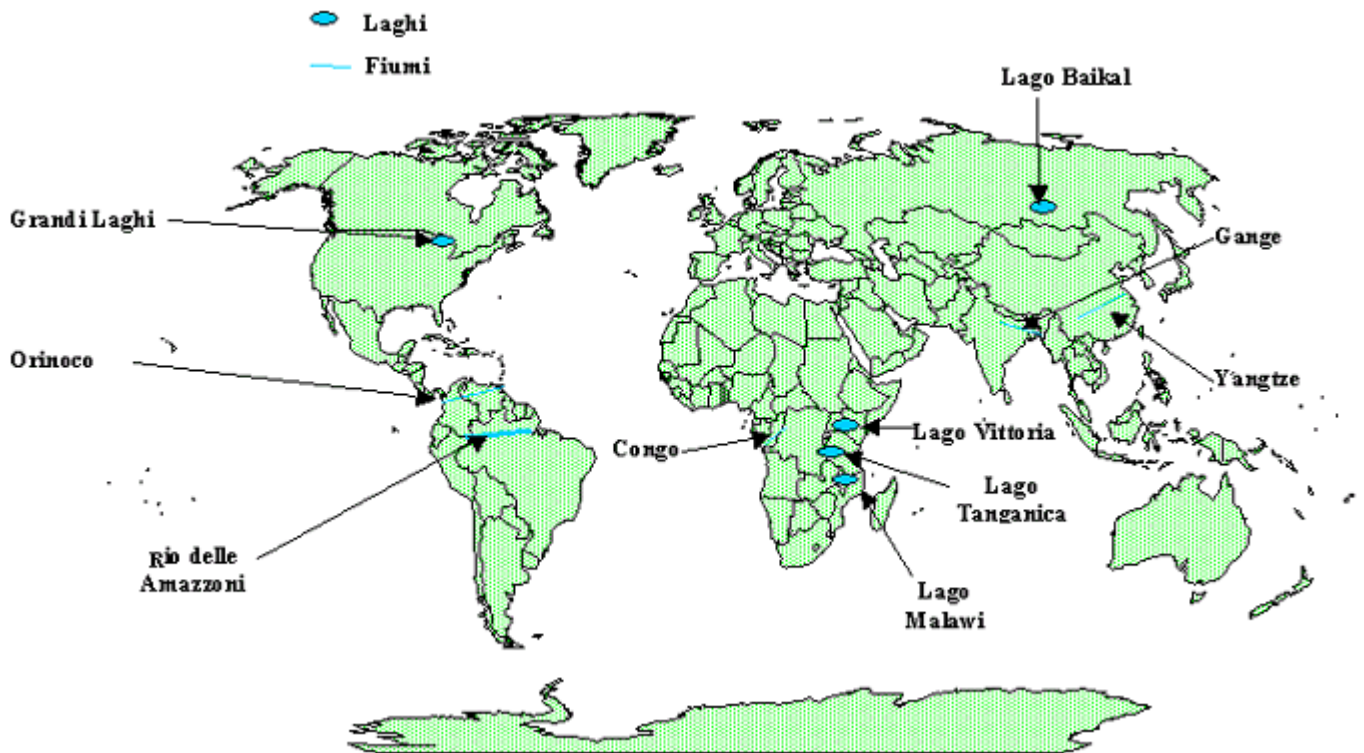 Laghi
Fiumi
Lago Baikal
Grandi Laghi
Gange
Orinoco
Yangtze
Congo
Lago Vittoria
Lago
Tanganica
Rio delle
Amazzoni
Lago
Malawi